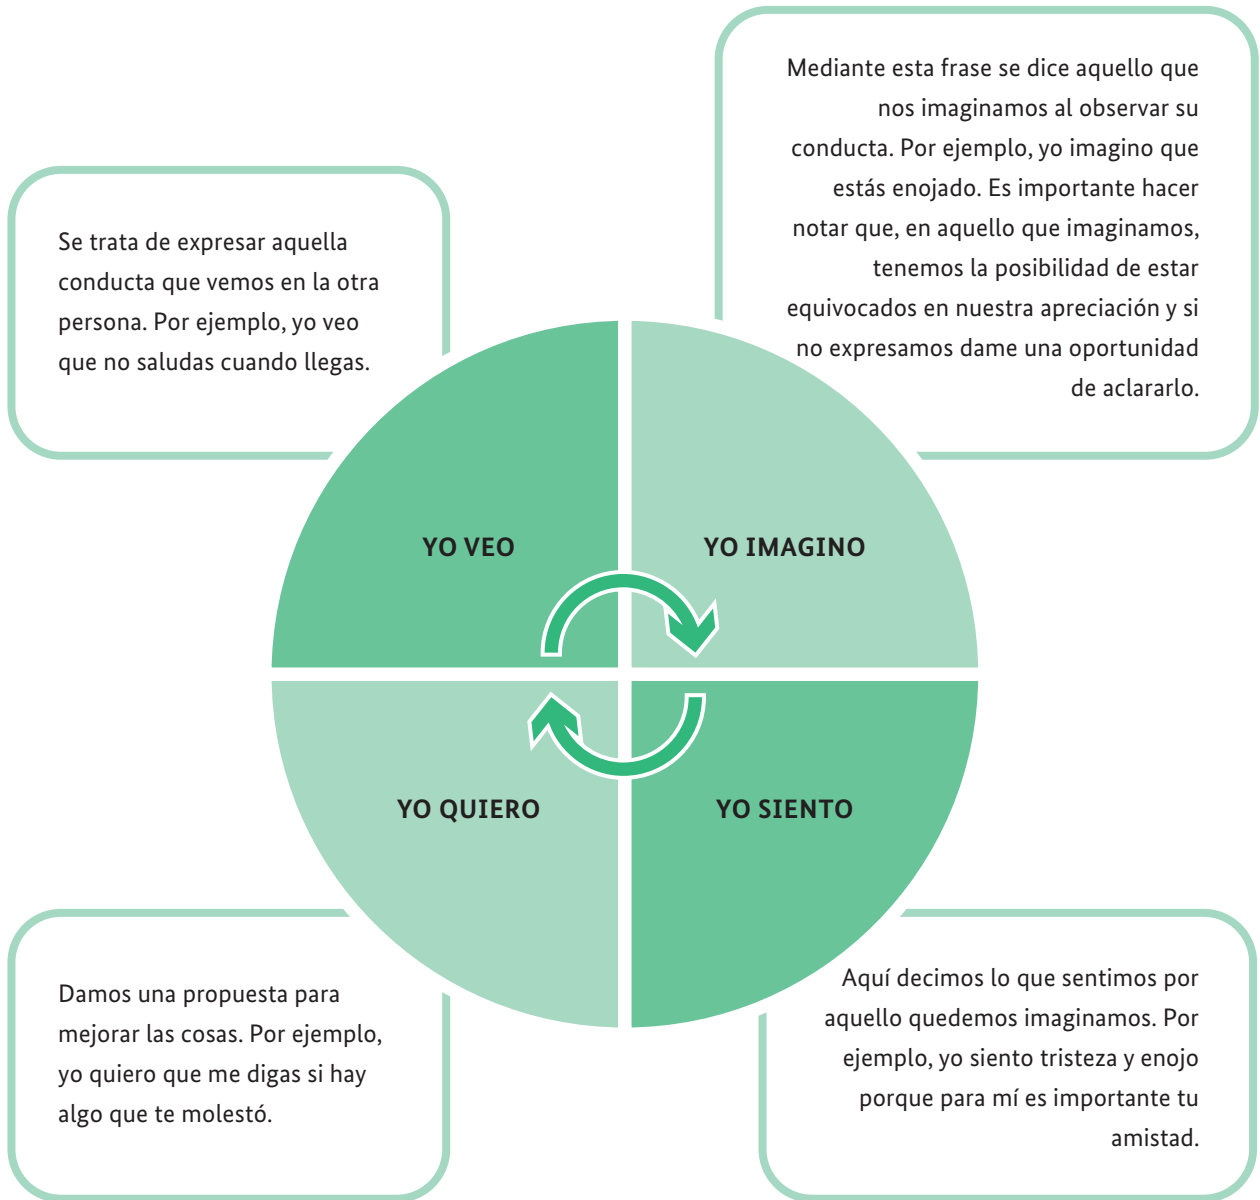 Se trata de expresar aquella
conducta que vemos en la otra
persona. Por ejemplo, yo veo
que no saludas cuando llegas.
Mediante esta frase se dice aquello que
nos imaginamos al observar su
conducta. Por ejemplo, yo imagino que
estás enojado. Es importante hacer
notar que, en aquello que imaginamos,
tenemos la posibilidad de estar
equivocados en nuestra apreciación y si
no expresamos dame una oportunidad
de aclararlo.
YO VEO
YO IMAGINO
YO QUIERO
YO SIENTO
Damos una propuesta para
mejorar las cosas. Por ejemplo,
yo quiero que me digas si hay
algo que te molestó.
Aquí decimos lo que sentimos por
aquello quedemos imaginamos. Por
ejemplo, yo siento tristeza y enojo
porque para mí es importante tu
amistad.